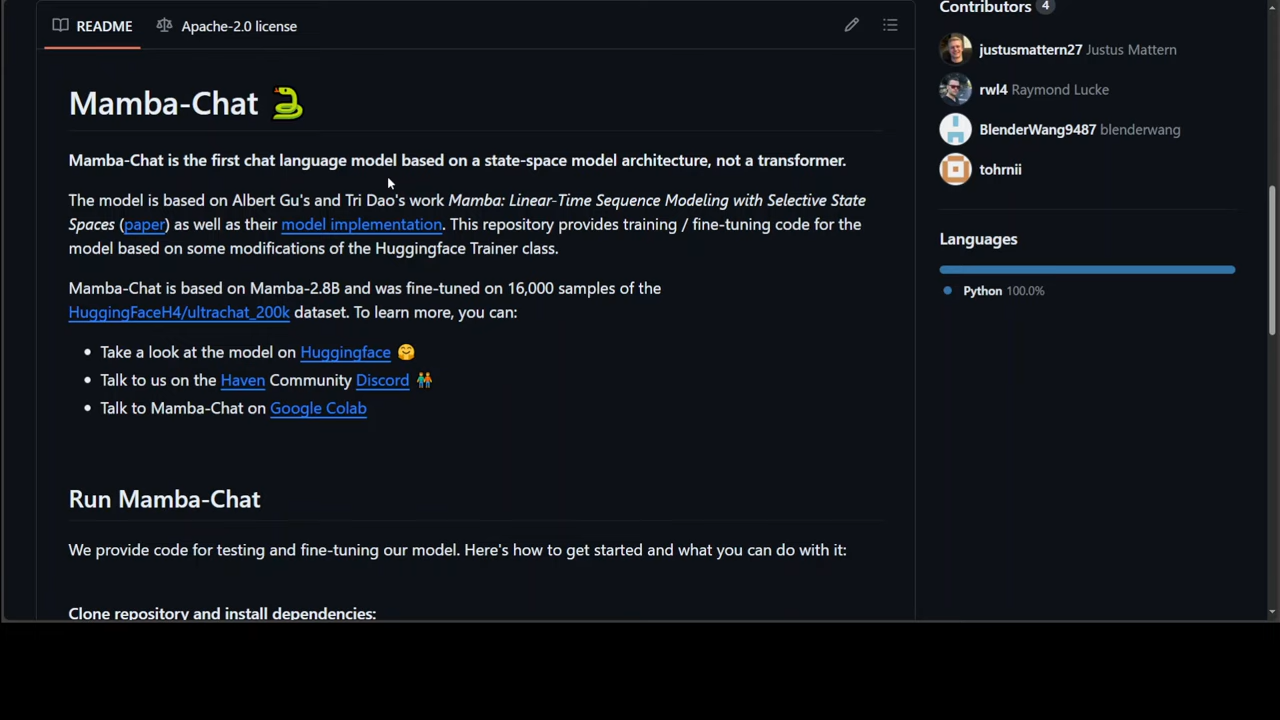 README
Apache-2.0 license
Mamba-Chat 🐍
Mamba-Chat is the first chat language model based on a state-space model architecture, not a transformer.
The model is based on Albert Gu's and Tri Dao's work Mamba: Linear-Time Sequence Modeling with Selective State
Spaces (paper) as well as their model implementation. This repository provides training / fine-tuning code for the
model based on some modifications of the Huggingface Trainer class.
Mamba-Chat is based on Mamba-2.8B and was fine-tuned on 16,000 samples of the
HuggingFaceH4/ultrachat_200k dataset. To learn more, you can:
• Take a look at the model on Huggingface 🤗
• Talk to us on the Haven Community Discord 🧑‍🤝‍🧑
• Talk to Mamba-Chat on Google Colab
Run Mamba-Chat
We provide code for testing and fine-tuning our model. Here's how to get started and what you can do with it:
Clone repository and install dependencies:
Contributors 4
justusmattern27 Justus Mattern
rwl4 Raymond Lucke
BlenderWang9487 blenderwang
tohrnii
Languages
Python 100.0%